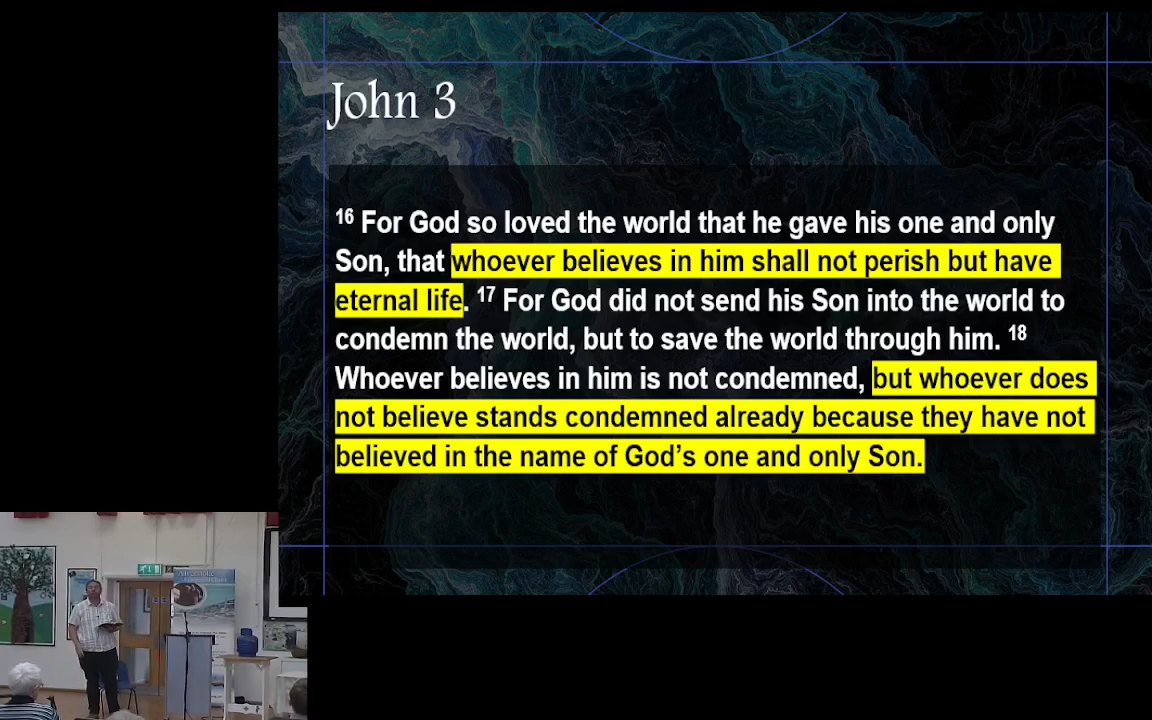 John 3
16 For God so loved the world that he gave his one and only
Son, that whoever believes in him shall not perish but have
eternal life. 17 For God did not send his Son into the world to
condemn the world, but to save the world through him. 18
Whoever believes in him is not condemned, but whoever does
not believe stands condemned already because they have not
believed in the name of God’s one and only Son.